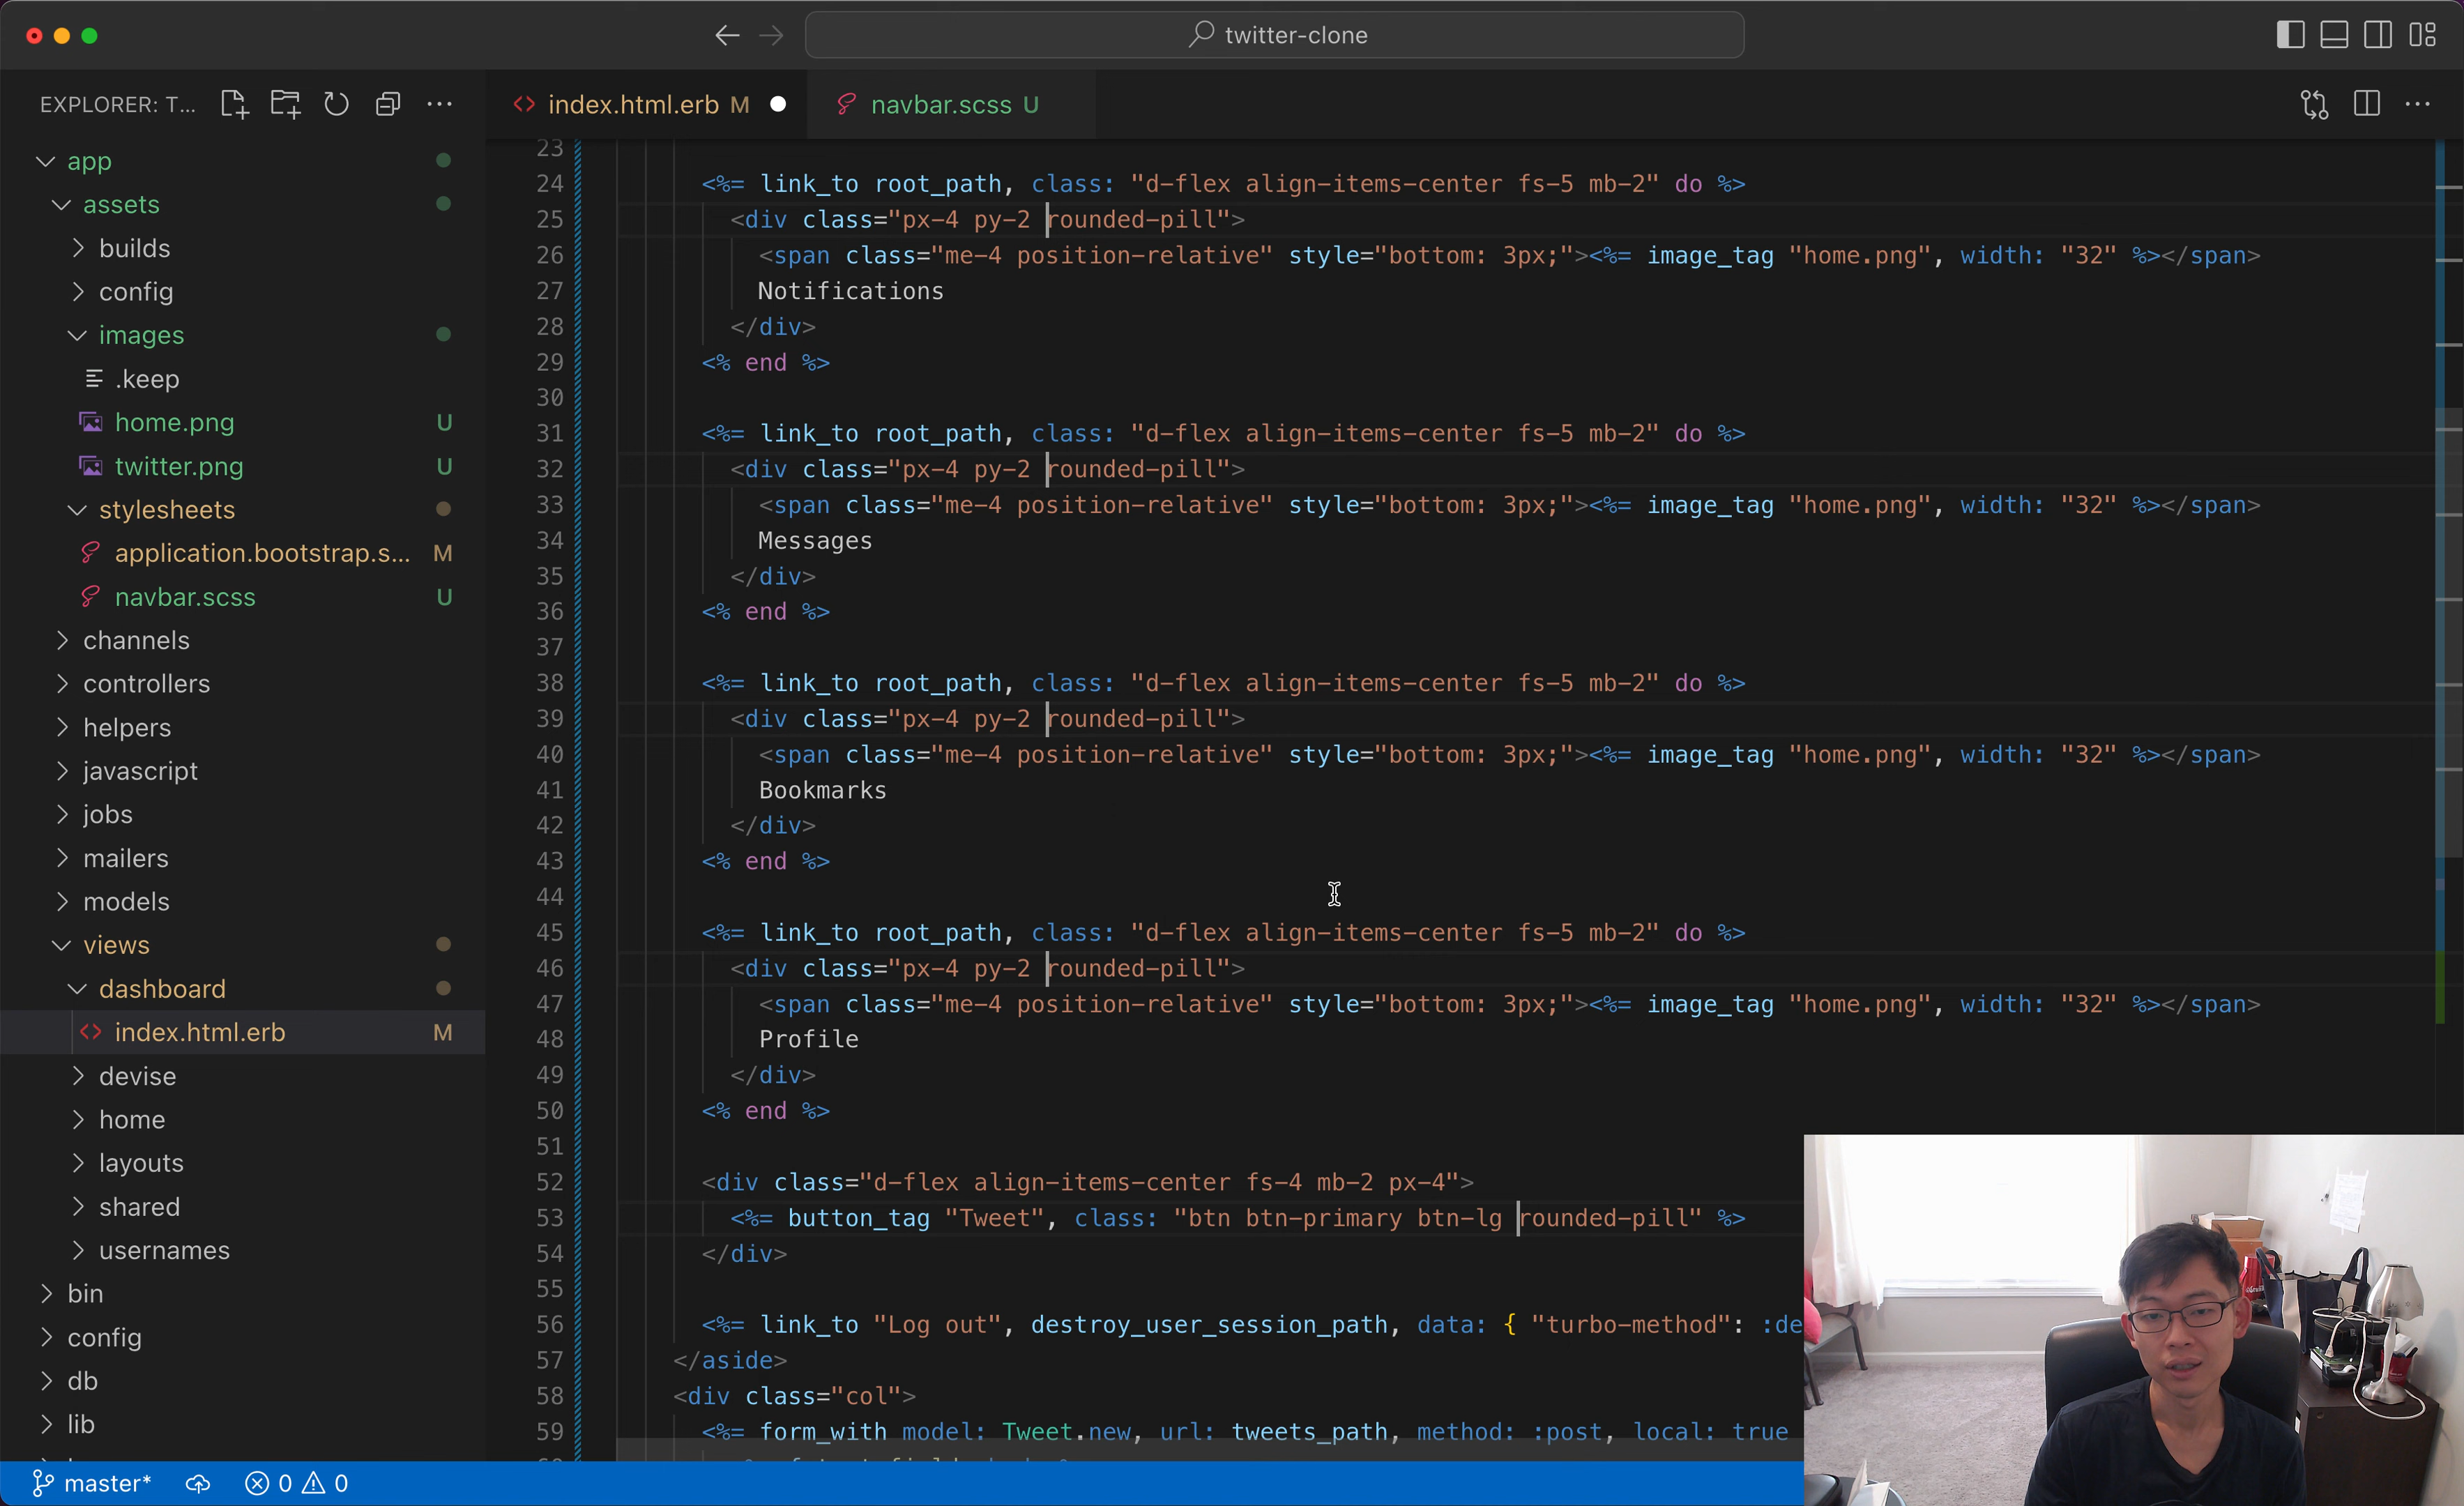 twitter-clone
EXPLORER: T...
index.html.erb M
navbar.scss U
app
assets
builds
config
images
.keep
home.png U
twitter.png U
stylesheets
application.bootstrap.s... M
navbar.scss U
channels
controllers
helpers
javascript
jobs
mailers
models
views
dashboard
index.html.erb M
devise
home
layouts
shared
usernames
bin
config
db
lib
23
24 <%= link_to root_path, class: "d-flex align-items-center fs-5 mb-2" do %>
25 <div class="px-4 py-2 rounded-pill">
26 <span class="me-4 position-relative" style="bottom: 3px;"><%= image_tag "home.png", width: "32" %></span>
27 Notifications
28 </div>
29 <% end %>
30
31 <%= link_to root_path, class: "d-flex align-items-center fs-5 mb-2" do %>
32 <div class="px-4 py-2 rounded-pill">
33 <span class="me-4 position-relative" style="bottom: 3px;"><%= image_tag "home.png", width: "32" %></span>
34 Messages
35 </div>
36 <% end %>
37
38 <%= link_to root_path, class: "d-flex align-items-center fs-5 mb-2" do %>
39 <div class="px-4 py-2 rounded-pill">
40 <span class="me-4 position-relative" style="bottom: 3px;"><%= image_tag "home.png", width: "32" %></span>
41 Bookmarks
42 </div>
43 <% end %>
44
45 <%= link_to root_path, class: "d-flex align-items-center fs-5 mb-2" do %>
46 <div class="px-4 py-2 rounded-pill">
47 <span class="me-4 position-relative" style="bottom: 3px;"><%= image_tag "home.png", width: "32" %></span>
48 Profile
49 </div>
50 <% end %>
51
52 <div class="d-flex align-items-center fs-4 mb-2 px-4">
53 <%= button_tag "Tweet", class: "btn btn-primary btn-lg rounded-pill" %>
54 </div>
55
56 <%= link_to "Log out", destroy_user_session_path, data: { "turbo-method": :de
57 </aside>
58 <div class="col">
59 <%= form_with model: Tweet.new, url: tweets_path, method: :post, local: true
master* 0 0